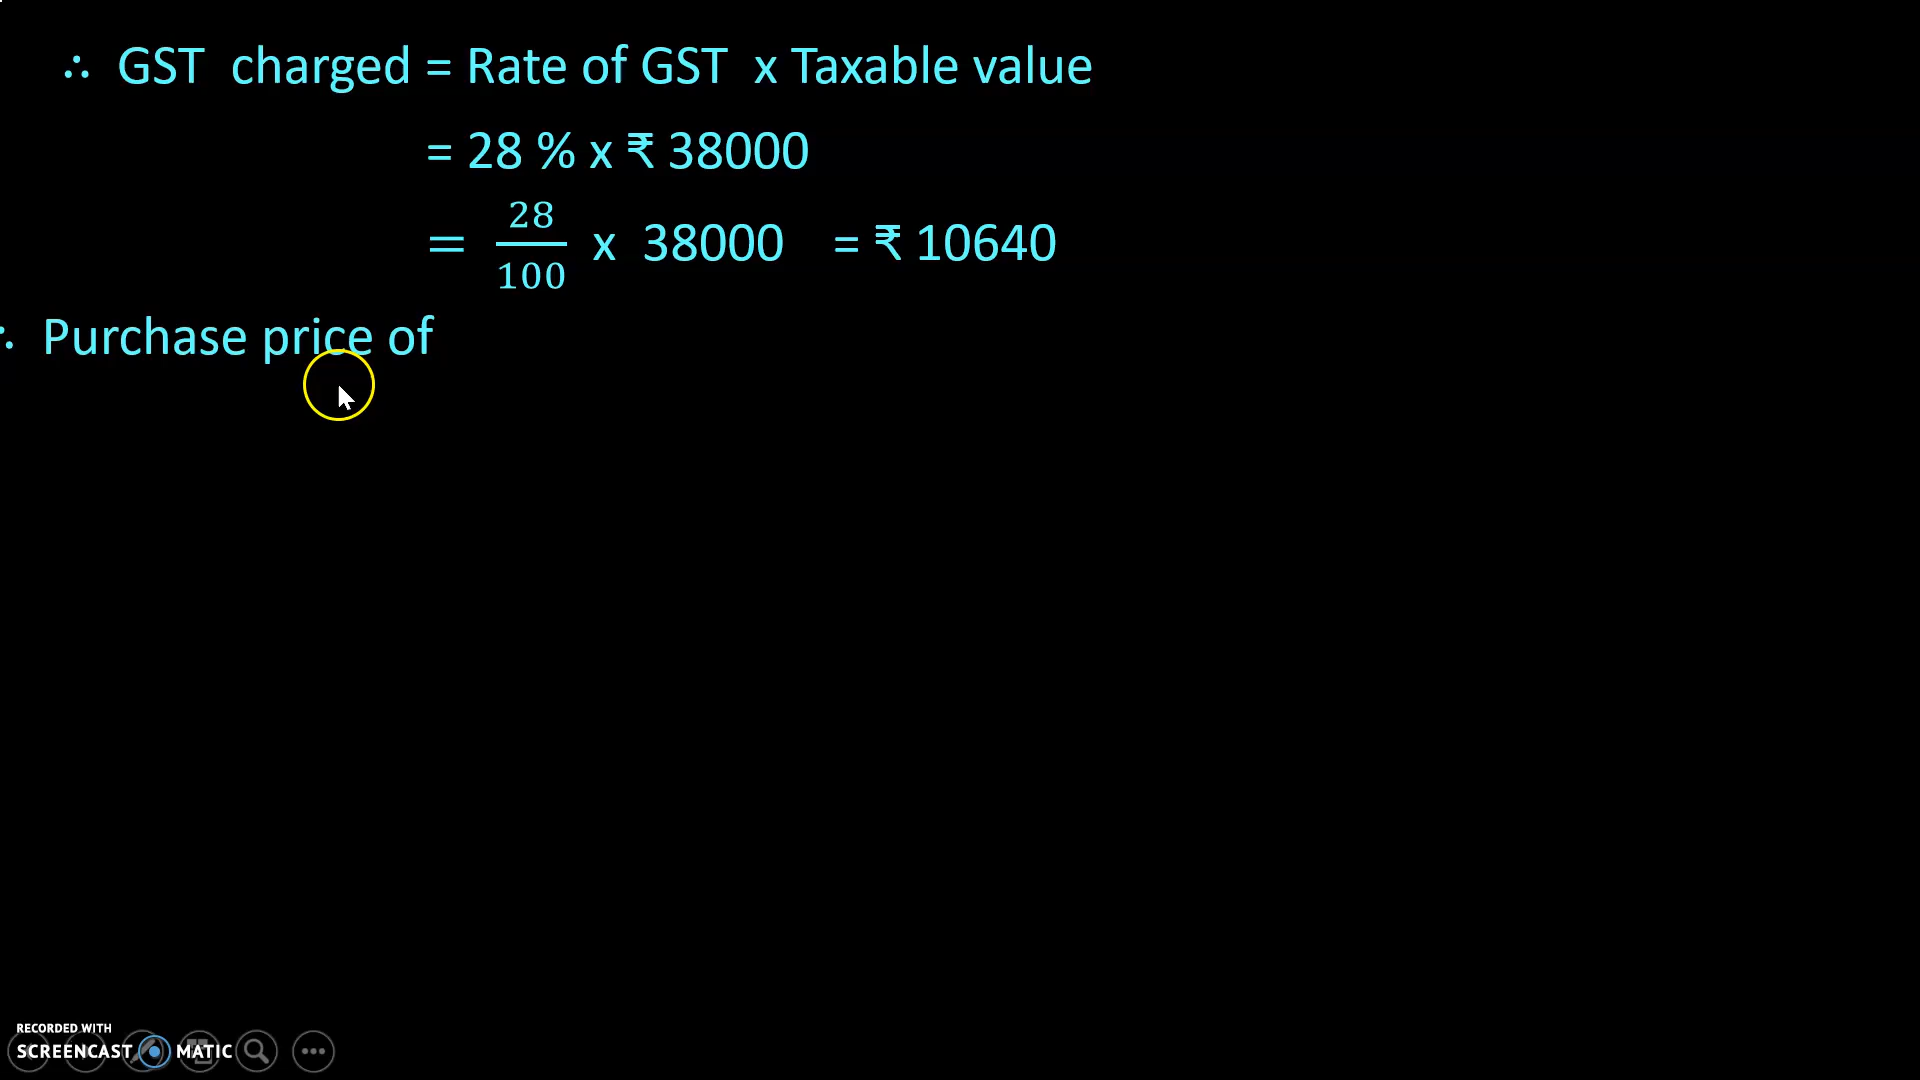 ∴ GST charged = Rate of GST x Taxable value
= 28 % x ₹ 38000
= 28/100 x 38000 = ₹ 10640
∴ Purchase price of
RECORDED WITH
SCREENCAST MATIC